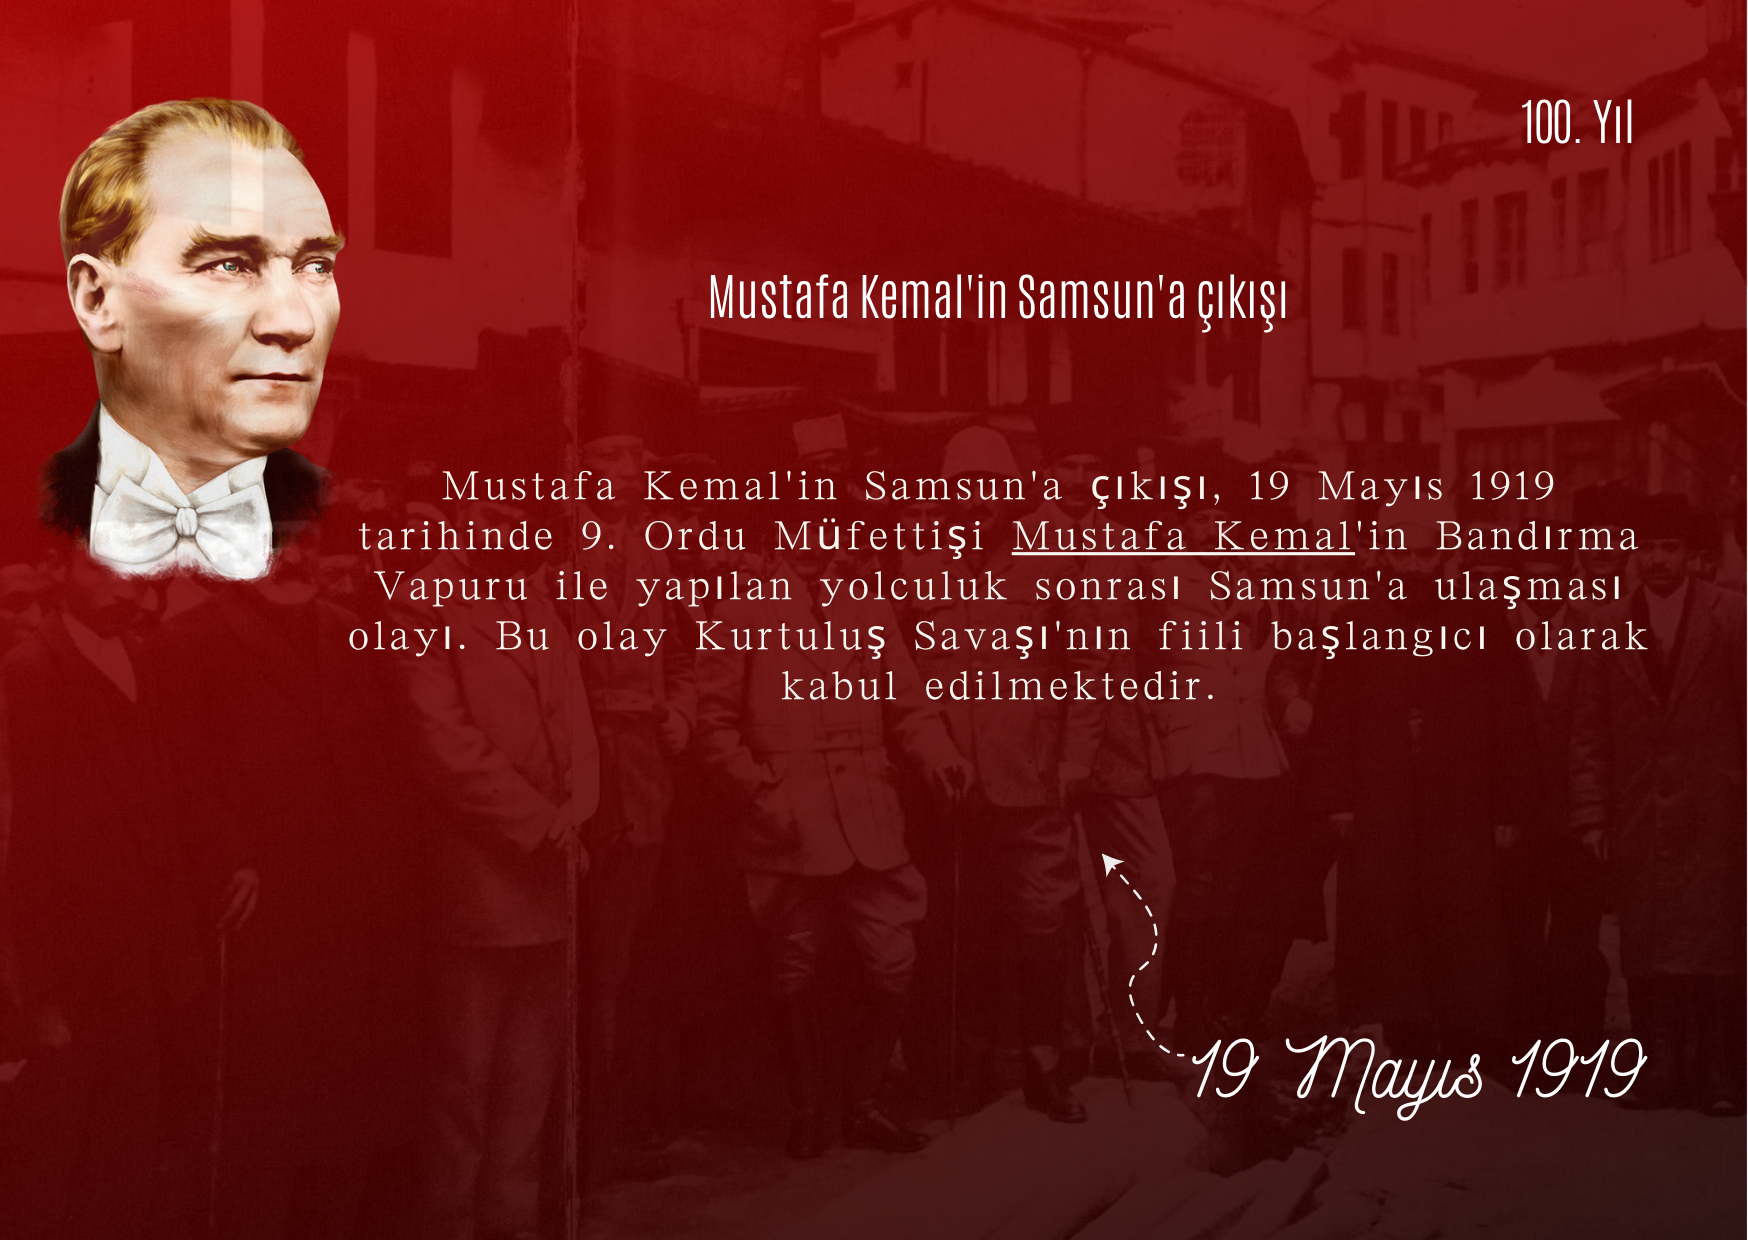 100. Yıl
Mustafa Kemal'in Samsun'a çıkışı
Mustafa Kemal'in Samsun'a çıkışı, 19 Mayıs 1919
tarihinde 9. Ordu Müfettişi Mustafa Kemal'in Bandırma
Vapuru ile yapılan yolculuk sonrası Samsun'a ulaşması
olayı. Bu olay Kurtuluş Savaşı'nın fiili başlangıcı olarak
kabul edilmektedir.
19 Mayıs 1919